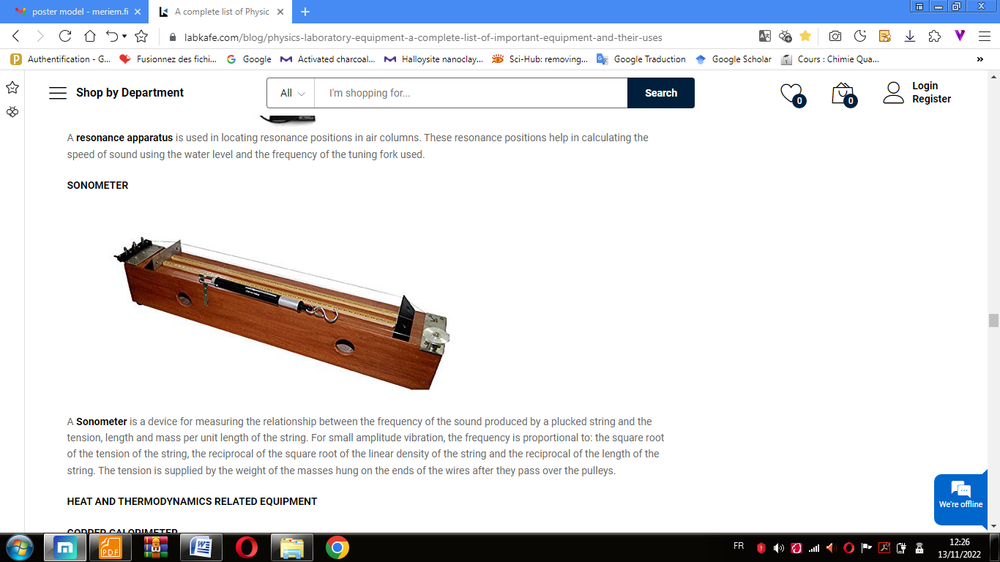 poster model - meriem.fi
A complete list of Physic
labkafe.com/blog/physics-laboratory-equipment-a-complete-list-of-important-equipment-and-their-uses
Authentification - G...
Fusionnez des fichi...
Google
Activated charcoal...
Halloysite nanoclay...
Sci-Hub: removing...
Google Traduction
Google Scholar
Cours : Chimie Qua...
»
Shop by Department
All
I'm shopping for...
Search
0
0
Login
Register
A resonance apparatus is used in locating resonance positions in air columns. These resonance positions help in calculating the
speed of sound using the water level and the frequency of the tuning fork used.
SONOMETER
A Sonometer is a device for measuring the relationship between the frequency of the sound produced by a plucked string and the
tension, length and mass per unit length of the string. For small amplitude vibration, the frequency is proportional to: the square root
of the tension of the string, the reciprocal of the square root of the linear density of the string and the reciprocal of the length of the
string. The tension is supplied by the weight of the masses hung on the ends of the wires after they pass over the pulleys.
HEAT AND THERMODYNAMICS RELATED EQUIPMENT
COPPER CALORIMETER
We're offline
PDF
FR
12:26
13/11/2022